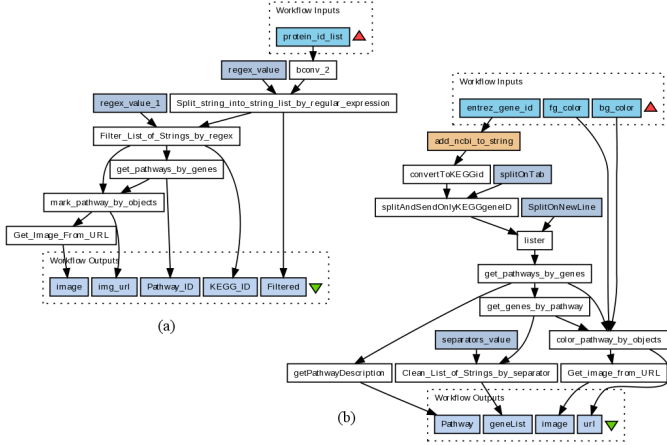 Workflow Inputs
protein_id_list
regex_value
bconv_2
regex_value_1
Split_string_into_string_list_by_regular_expression
Filter_List_of_Strings_by_regex
get_pathways_by_genes
mark_pathway_by_objects
Get_Image_From_URL
Workflow Outputs
image
img_url
Pathway_ID
KEGG_ID
Filtered
(a)
Workflow Inputs
entrez_gene_id
fg_color
bg_color
add_ncbi_to_string
convertToKEGGid
splitOnTab
splitAndSendOnlyKEGGgeneID
SplitOnNewLine
lister
get_pathways_by_genes
get_genes_by_pathway
separators_value
color_pathway_by_objects
getPathwayDescription
Clean_List_of_Strings_by_separator
Get_image_from_URL
Workflow Outputs
Pathway
geneList
image
url
(b)